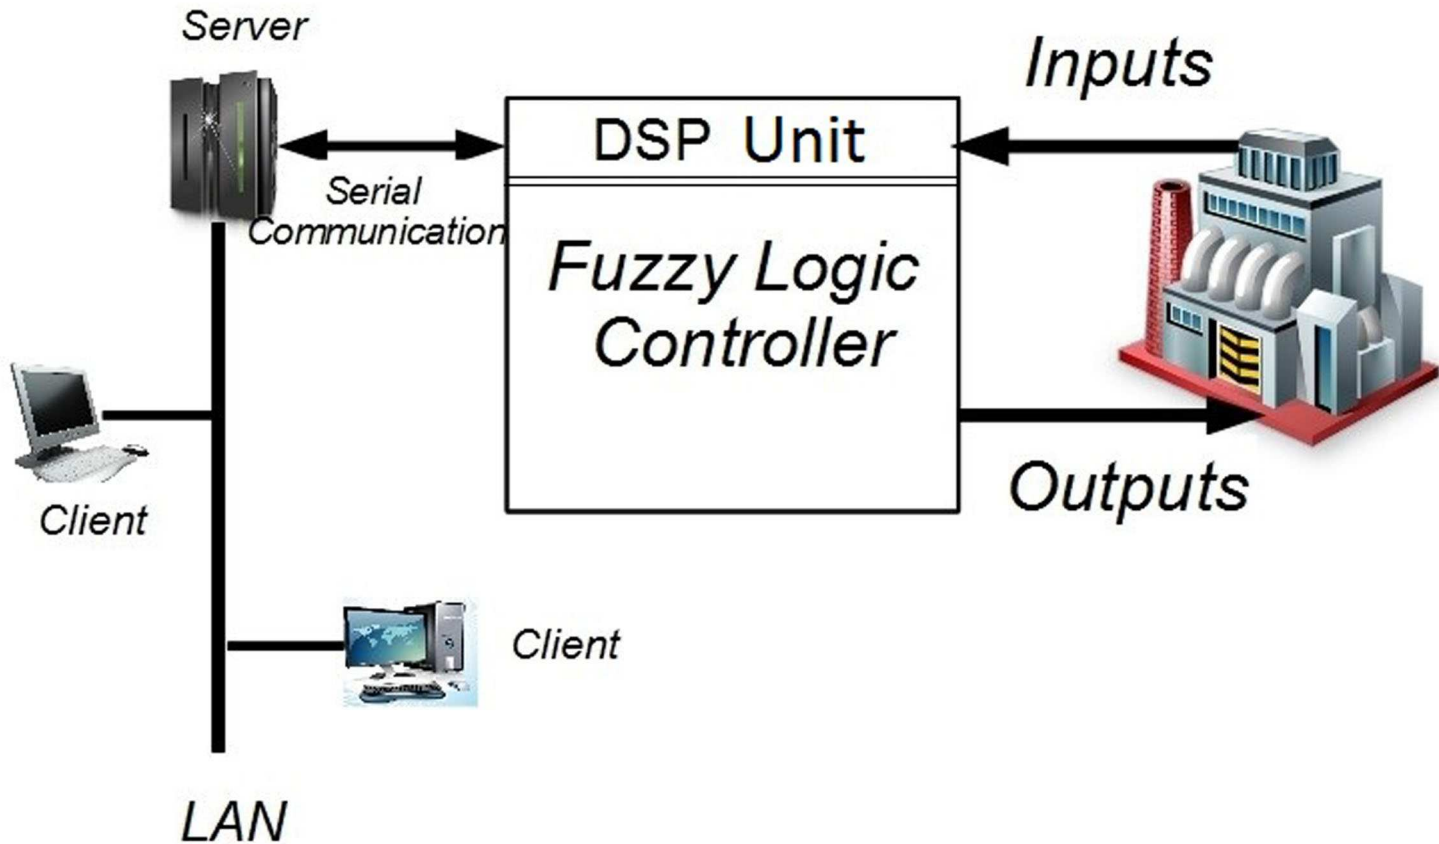 Server
Inputs
DSP Unit
Serial
Communication
Fuzzy Logic
Controller
Outputs
Client
Client
LAN